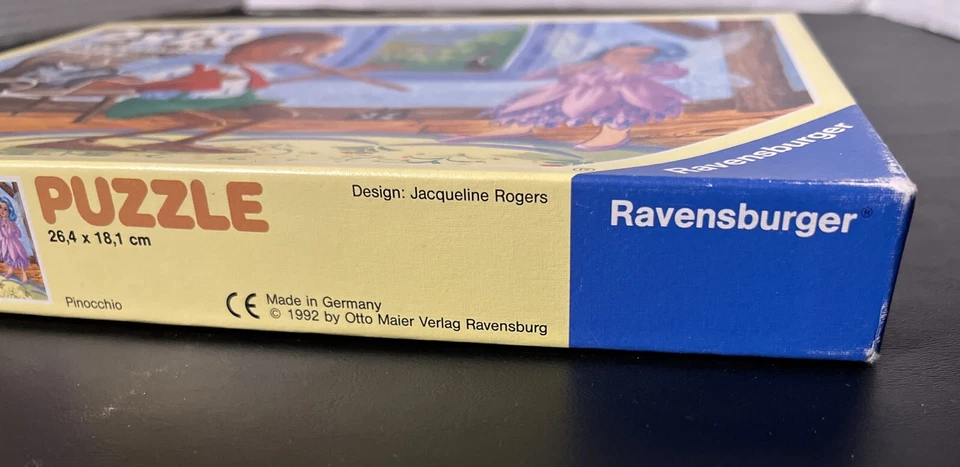 Ravensburger
®
PUZZLE
26,4 x 18,1 cm
Pinocchio
Design: Jacqueline Rogers
CE Made in Germany
© 1992 by Otto Maier Verlag Ravensburg
Ravensburger®